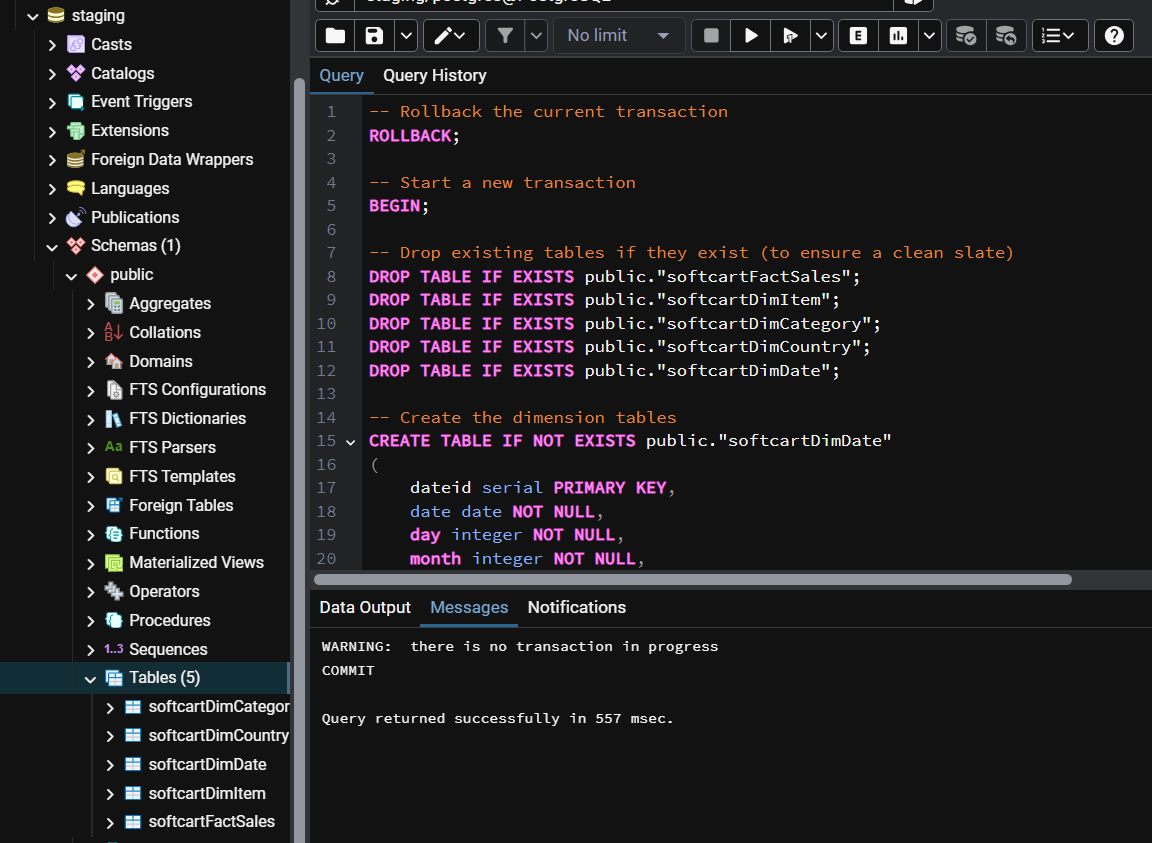 staging
Casts
Catalogs
Event Triggers
Extensions
Foreign Data Wrappers
Languages
Publications
Schemas (1)
public
Aggregates
Collations
Domains
FTS Configurations
FTS Dictionaries
Aa FTS Parsers
FTS Templates
Foreign Tables
Functions
Materialized Views
Operators
Procedures
1..3 Sequences
Tables (5)
softcartDimCategor
softcartDimCountry
softcartDimDate
softcartDimItem
softcartFactSales
No limit
E
Query Query History
1 -- Rollback the current transaction
2 ROLLBACK;
3
4 -- Start a new transaction
5 BEGIN;
6
7 -- Drop existing tables if they exist (to ensure a clean slate)
8 DROP TABLE IF EXISTS public."softcartFactSales";
9 DROP TABLE IF EXISTS public."softcartDimItem";
10 DROP TABLE IF EXISTS public."softcartDimCategory";
11 DROP TABLE IF EXISTS public."softcartDimCountry";
12 DROP TABLE IF EXISTS public."softcartDimDate";
13
14 -- Create the dimension tables
15 CREATE TABLE IF NOT EXISTS public."softcartDimDate"
16 (
17 dateid serial PRIMARY KEY,
18 date date NOT NULL,
19 day integer NOT NULL,
20 month integer NOT NULL,
Data Output Messages Notifications
WARNING: there is no transaction in progress
COMMIT
Query returned successfully in 557 msec.